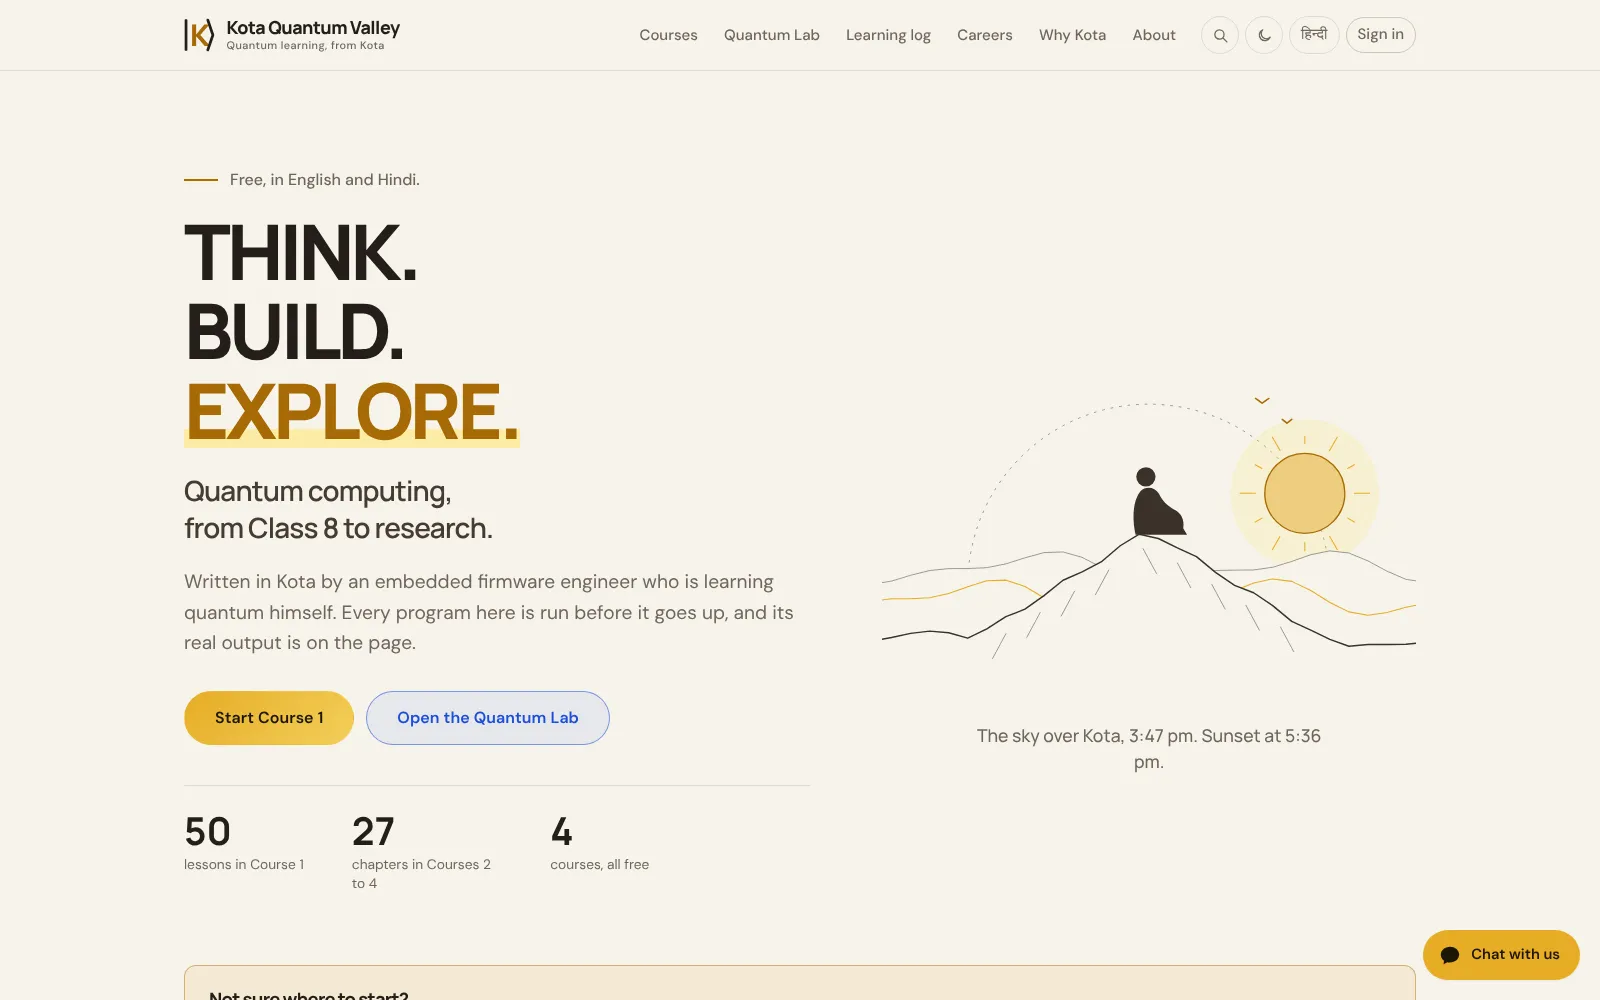 Kota Quantum Valley
Quantum learning, from Kota
Courses
Quantum Lab
Learning log
Careers
Why Kota
About
हिन्दी
Sign in
Free, in English and Hindi.
THINK.
BUILD.
EXPLORE.
Quantum computing,
from Class 8 to research.
Written in Kota by an embedded firmware engineer who is learning
quantum himself. Every program here is run before it goes up, and its
real output is on the page.
Start Course 1
Open the Quantum Lab
The sky over Kota, 3:47 pm. Sunset at 5:36
pm.
50
lessons in Course 1
27
chapters in Courses 2
to 4
4
courses, all free
Chat with us
Not sure where to start?